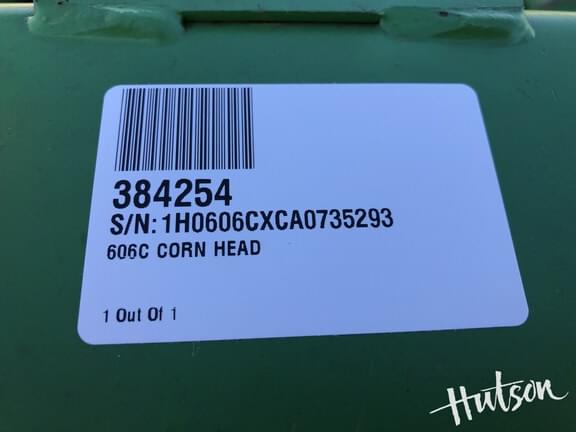 384254
S/N: 1H0606CXCA0735293
606C CORN HEAD
1 Out Of 1
Hutson